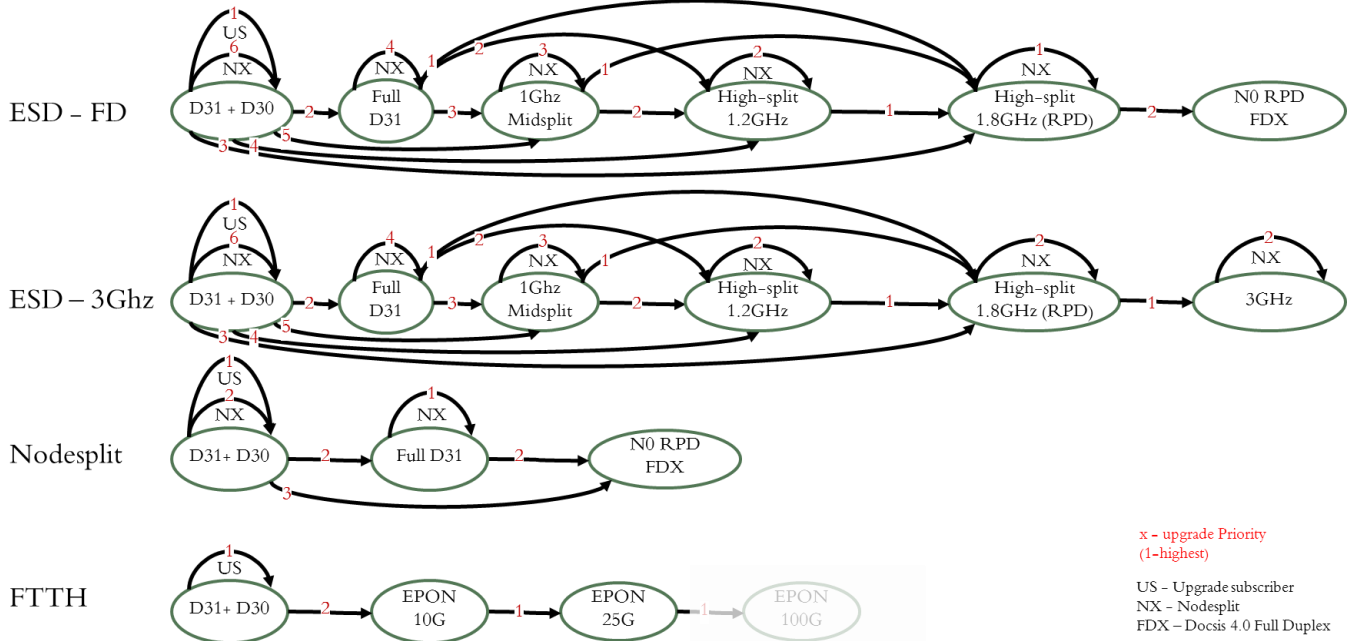 1
US
6
NX
4
NX
1
2
3
NX
1
2
NX
1
NX
ESD - FD
D31 + D30
2
Full
D31
3
1Ghz
Midsplit
2
High-split
1.2GHz
1
High-split
1.8GHz (RPD)
2
N0 RPD
FDX
3
4
5
1
US
6
NX
4
NX
1
2
3
NX
1
2
NX
2
NX
2
NX
ESD – 3Ghz
D31 + D30
2
Full
D31
3
1Ghz
Midsplit
2
High-split
1.2GHz
1
High-split
1.8GHz (RPD)
1
3GHz
3
4
5
1
US
2
NX
1
NX
Nodesplit
D31+ D30
2
Full D31
2
N0 RPD
FDX
3
1
US
FTTH
D31+ D30
2
EPON
10G
1
EPON
25G
1
EPON
100G
x - upgrade Priority
(1-highest)
US - Upgrade subscriber
NX - Nodesplit
FDX – Docsis 4.0 Full Duplex